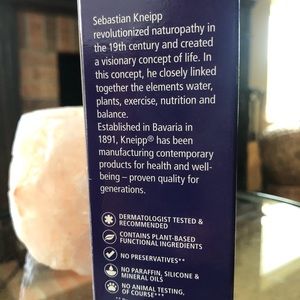 Sebastian Kneipp
revolutionized naturopathy in
the 19th century and created
a visionary concept of life. In
this concept, he closely linked
together the elements water,
plants, exercise, nutrition and
balance.
Established in Bavaria in
1891, Kneipp® has been
manufacturing contemporary
products for health and well-
being – proven quality for
generations.
DERMATOLOGIST TESTED &
RECOMMENDED
CONTAINS PLANT-BASED
FUNCTIONAL INGREDIENTS
NO PRESERVATIVES**
NO PARAFFIN, SILICONE &
MINERAL OILS
NO ANIMAL TESTING,
OF COURSE***